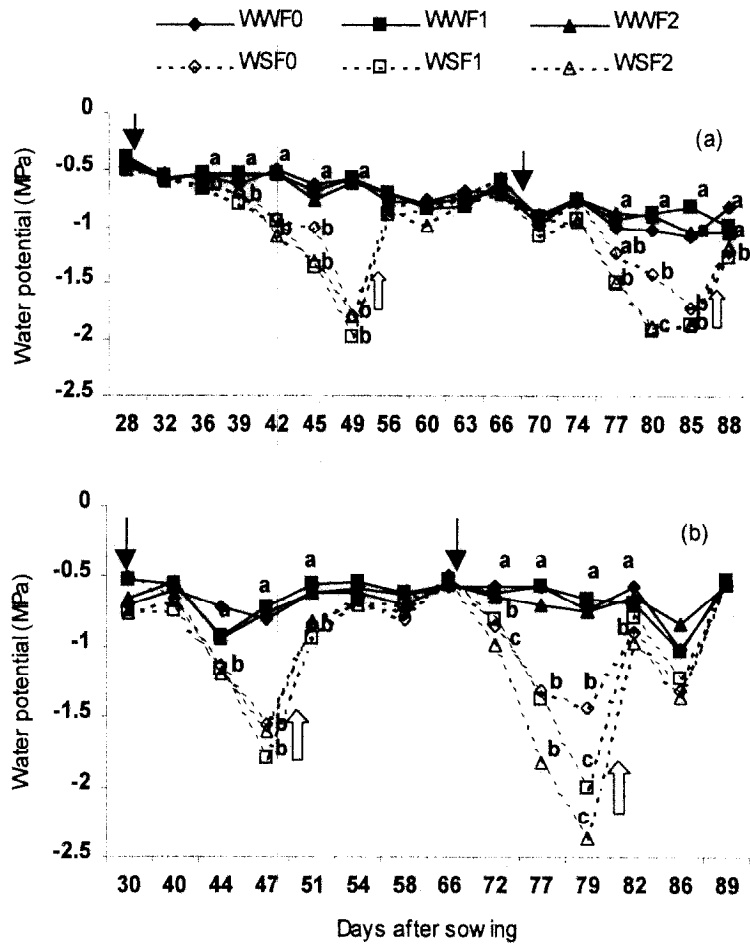 WWF0 WWF1 WWF2
WSF0 WSF1 WSF2
Water potential (MPa)
(a)
0
-0.5
-1
-1.5
-2
-2.5
a a a a a a a a a
b b b b b b ab b c b b a b
28 32 36 39 42 45 49 56 60 63 66 70 74 77 80 85 88
Water potential (MPa)
(b)
0
-0.5
-1
-1.5
-2
-2.5
a a a a a a a
b b b b b c b b b c c b
30 40 44 47 51 54 58 66 72 77 79 82 86 89
Days after sowing